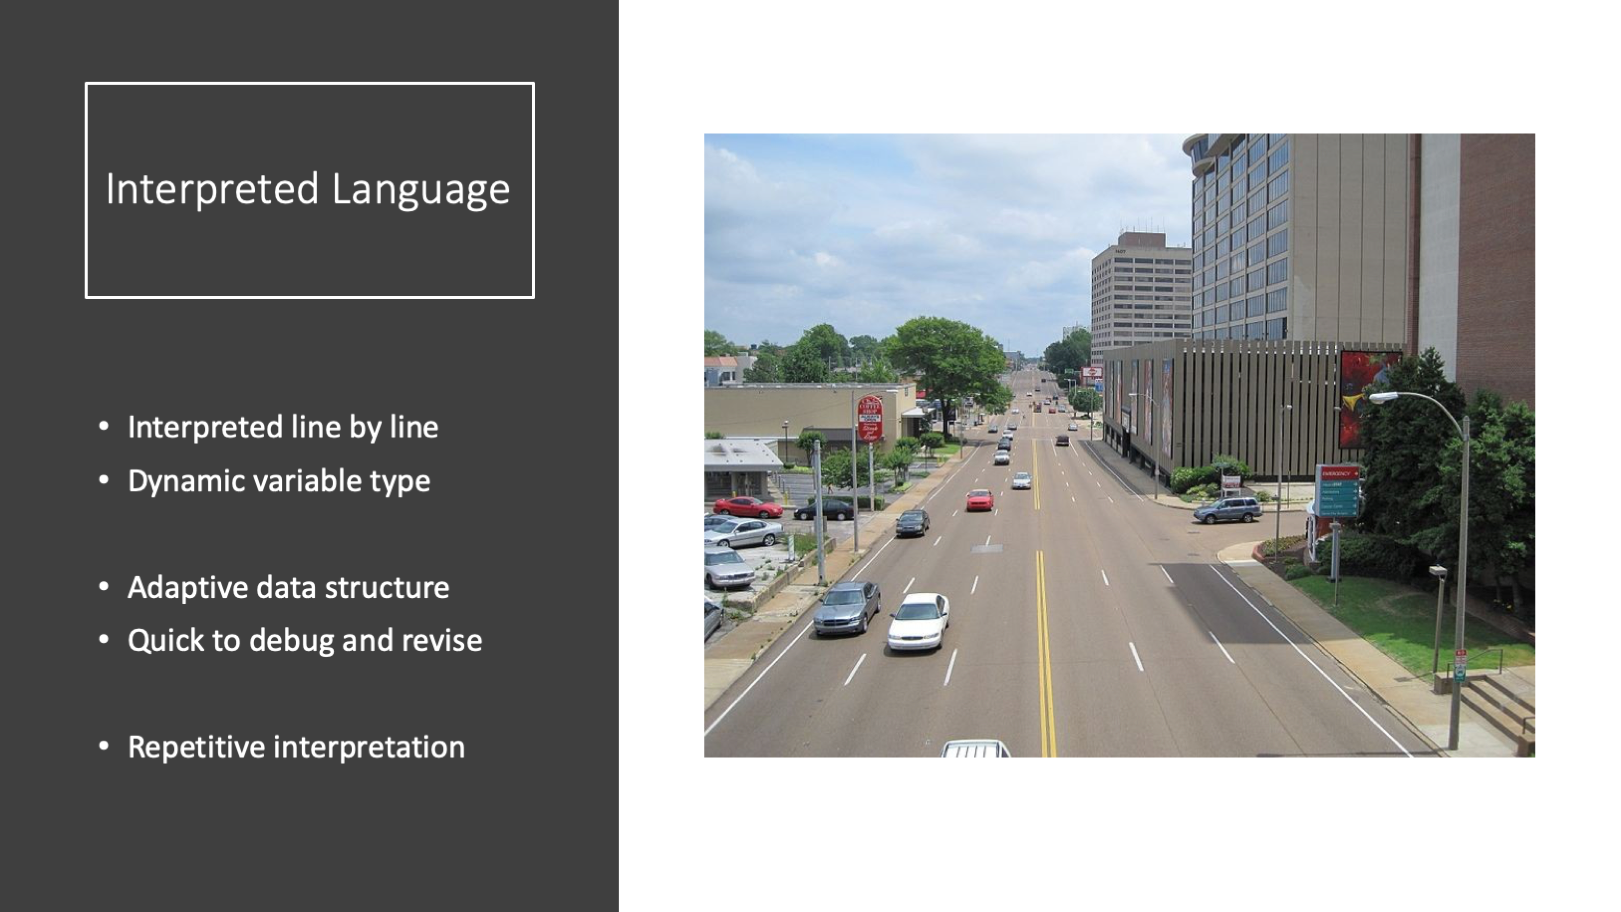 Interpreted Language
• Interpreted line by line
• Dynamic variable type
• Adaptive data structure
• Quick to debug and revise
• Repetitive interpretation
EMERGENCY